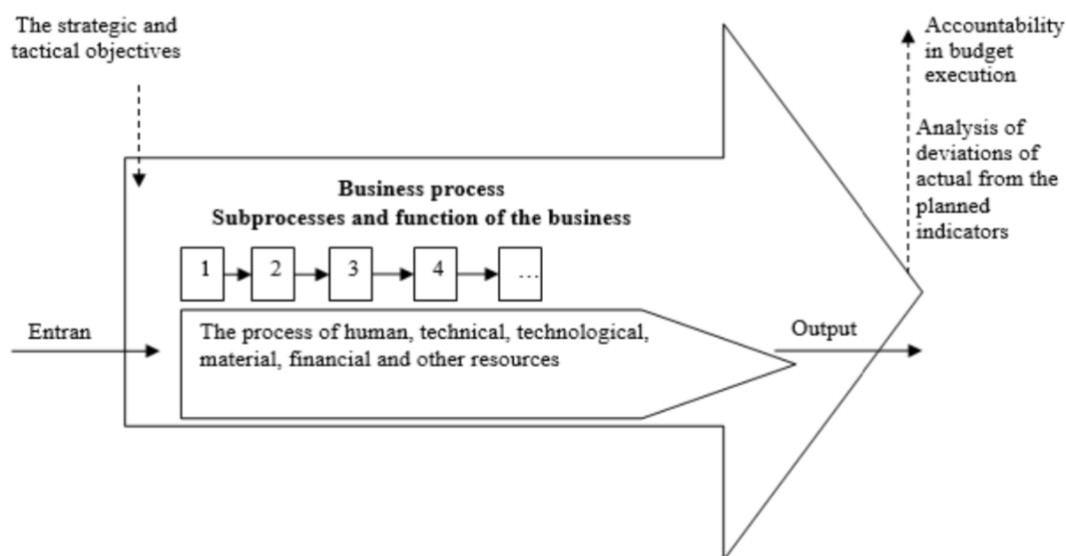 The strategic and
tactical objectives
Accountability
in budget
execution
Analysis of
deviations of
actual from the
planned
indicators
Business process
Subprocesses and function of the business
1
2
3
4
...
Entran
The process of human, technical, technological,
material, financial and other resources
Output